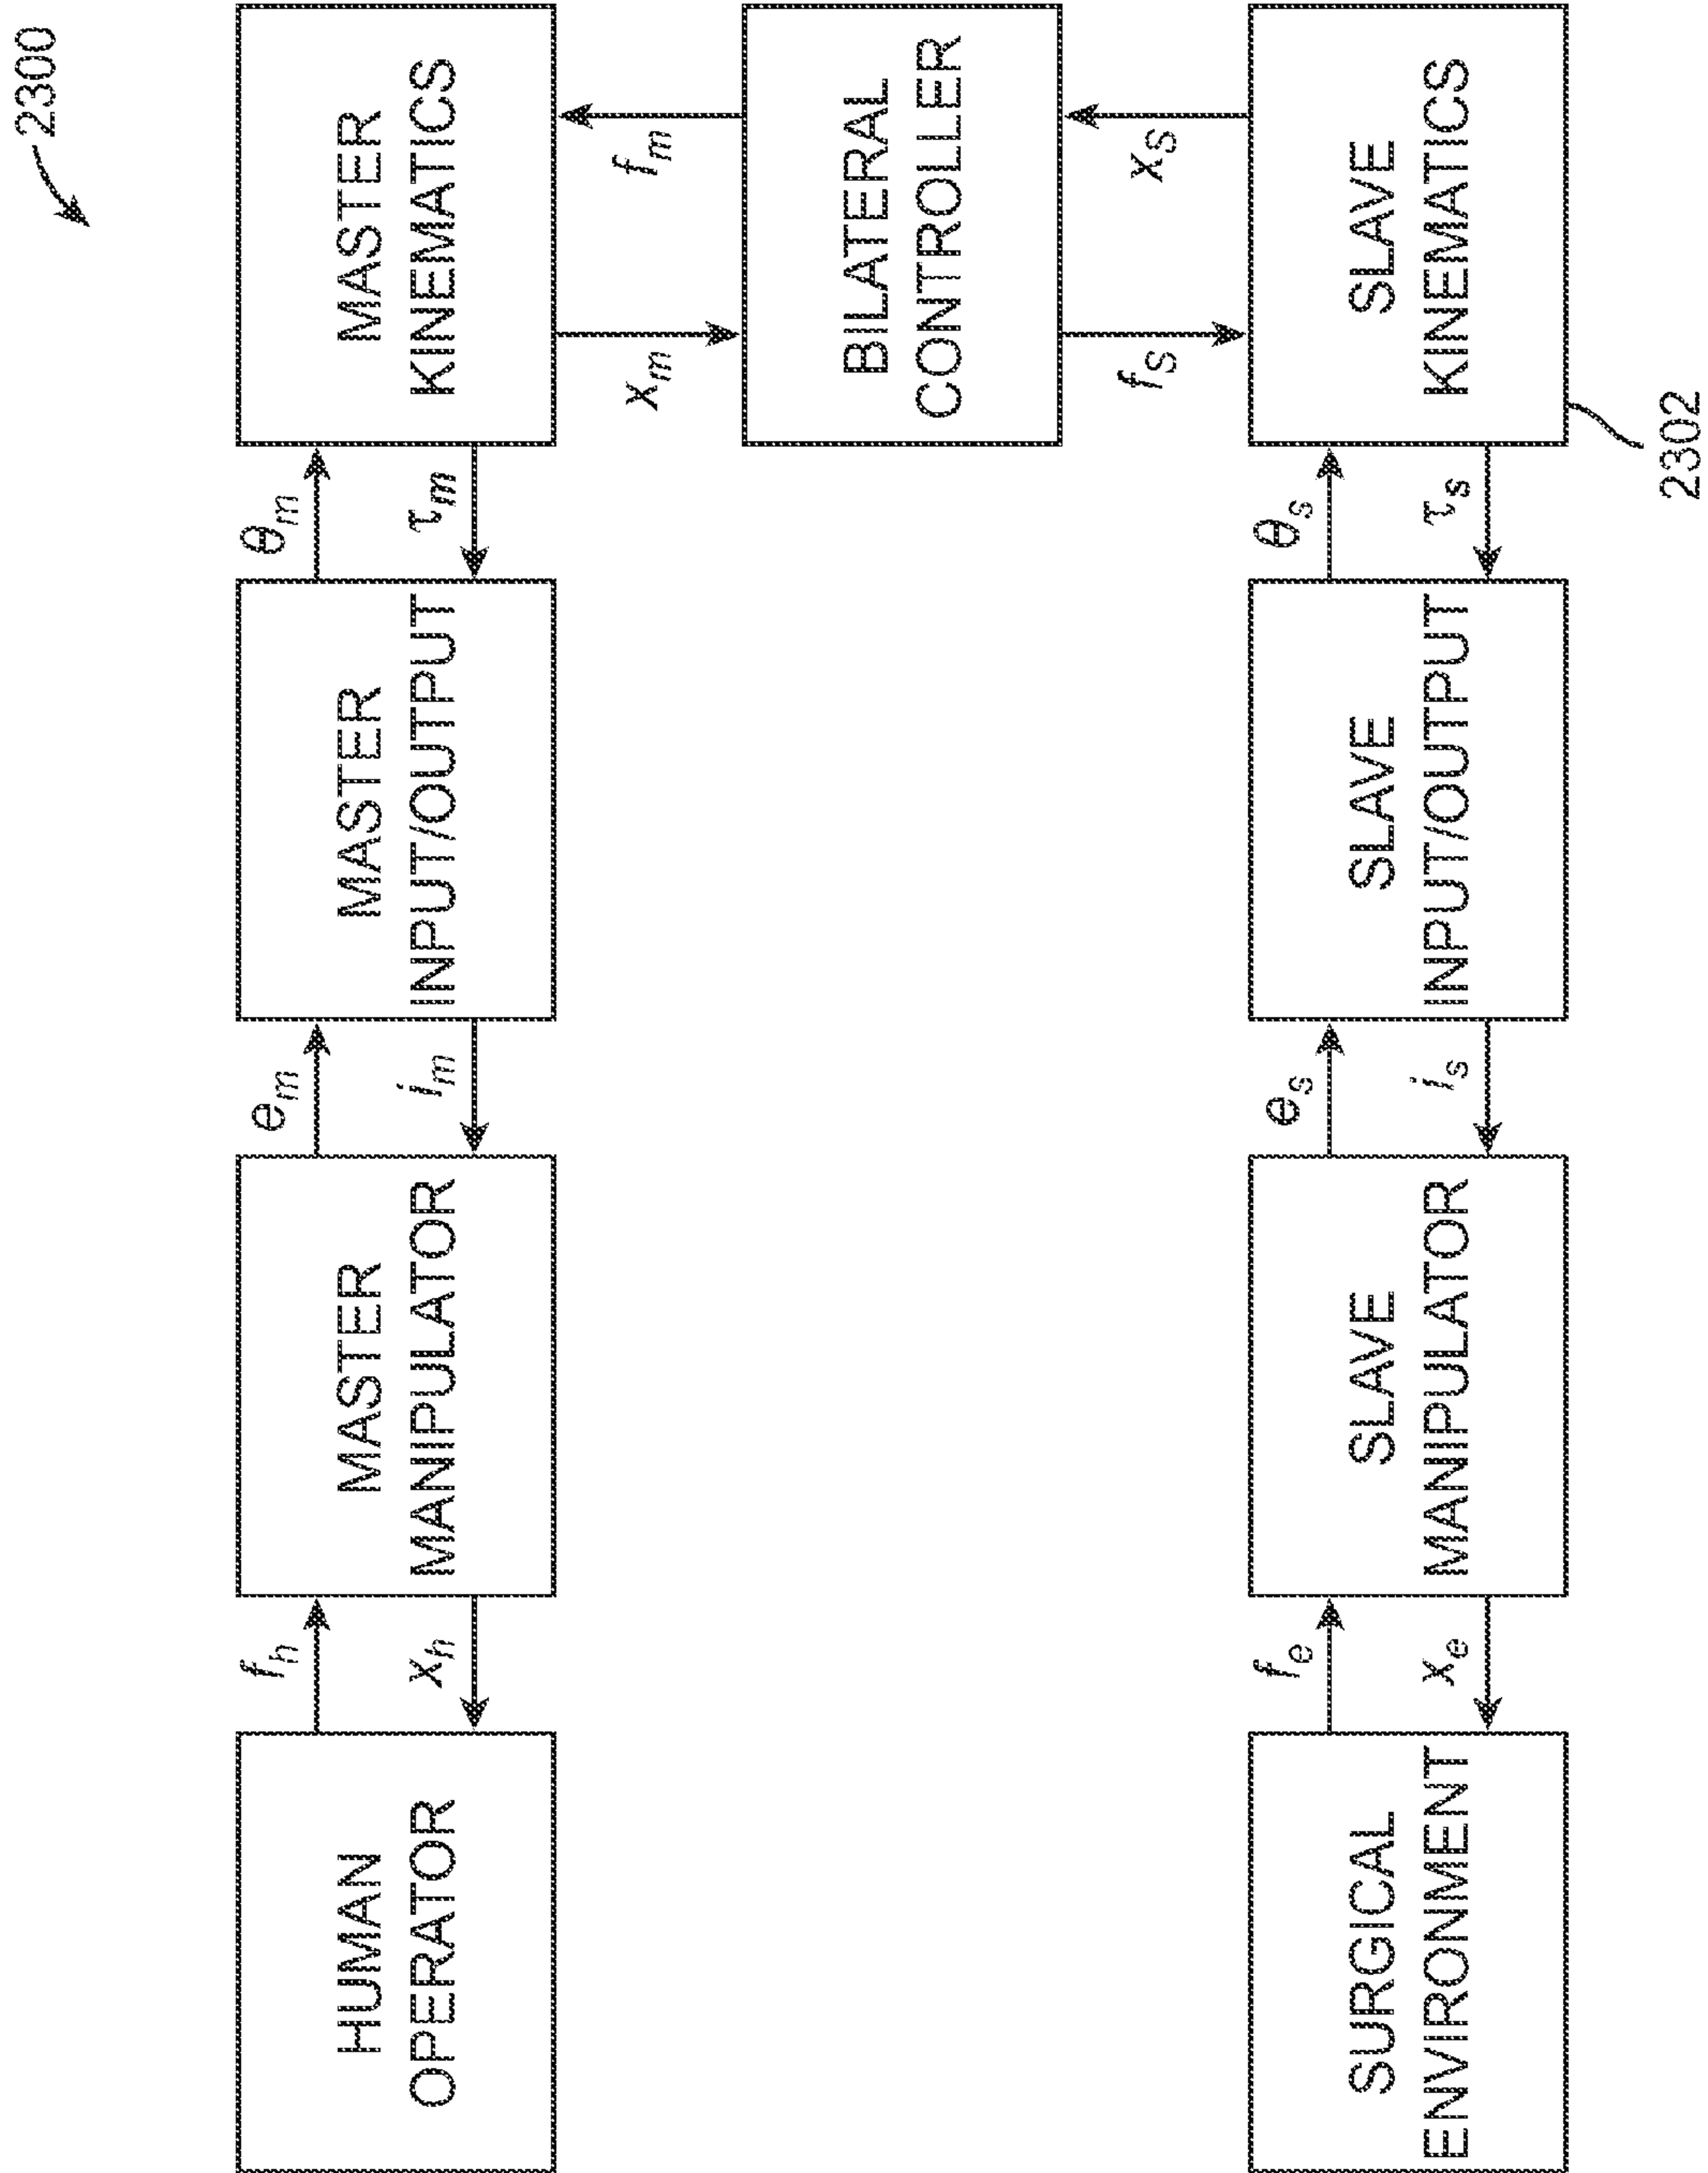 2300
f_h
e_m
θ_m
HUMAN
OPERATOR
MASTER
MANIPULATOR
MASTER
INPUT/OUTPUT
MASTER
KINEMATICS
x_h
i_m
τ_m
x_m
f_m
BILATERAL
CONTROLLER
f_s
x_s
f_e
e_s
θ_s
SURGICAL
ENVIRONMENT
SLAVE
MANIPULATOR
SLAVE
INPUT/OUTPUT
SLAVE
KINEMATICS
x_e
i_s
τ_s
2302